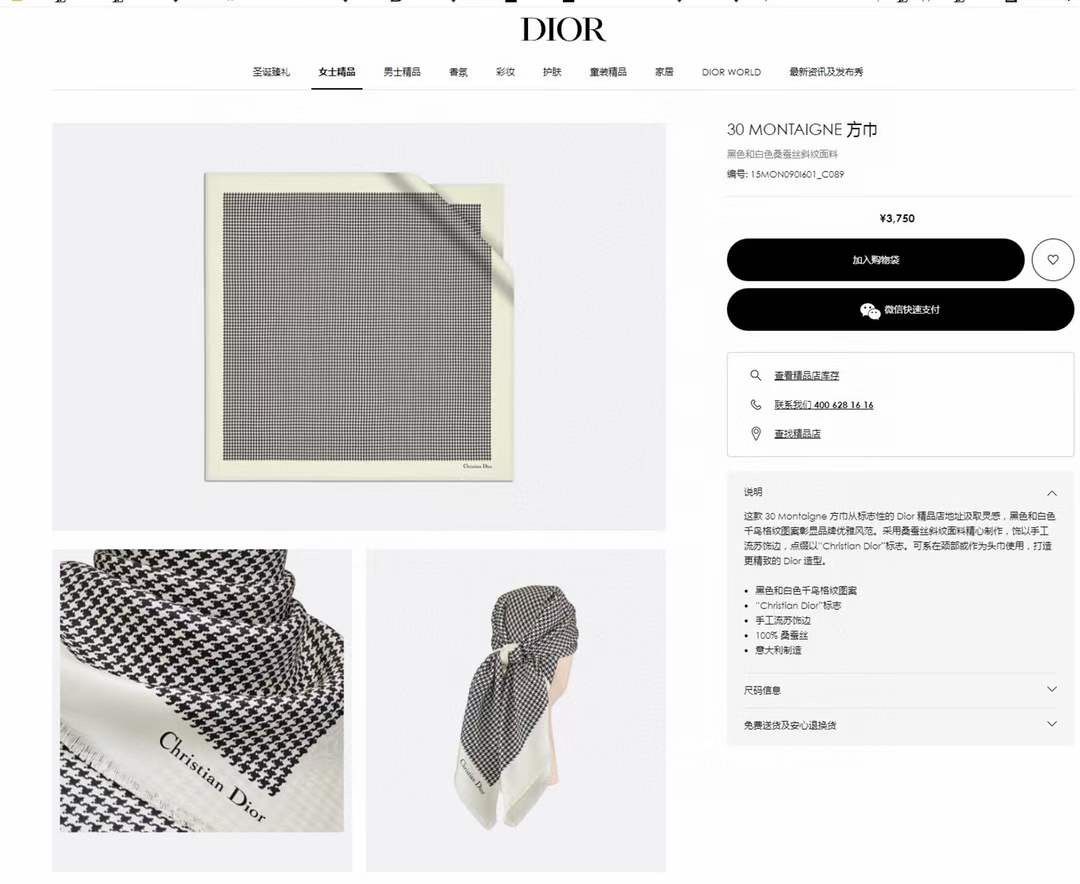 DIOR
圣诞臻礼 女士精品 男士精品 香氛 彩妆 护肤 童装精品 家居 DIOR WORLD 最新资讯及发布秀
30 MONTAIGNE 方巾
黑色和白色桑蚕丝斜纹面料
编号: 15MON090I601_C089
¥3,750
加入购物袋
微信快速支付
查看精品店库存
联系我们 400 628 16 16
查找精品店
说明
这款 30 Montaigne 方巾从标志性的 Dior 精品店地址汲取灵感，黑色和白色
千鸟格纹图案彰显品牌优雅风范。采用桑蚕丝斜纹面料精心制作，饰以手工
流苏饰边，点缀以"Christian Dior"标志。可系在颈部或作为头巾使用，打造
更精致的 Dior 造型。
• 黑色和白色千鸟格纹图案
• "Christian Dior"标志
• 手工流苏饰边
• 100% 桑蚕丝
• 意大利制造
尺码信息
免费送货及安心退换货
Christian Dior
Christian Dior
Christian Dior